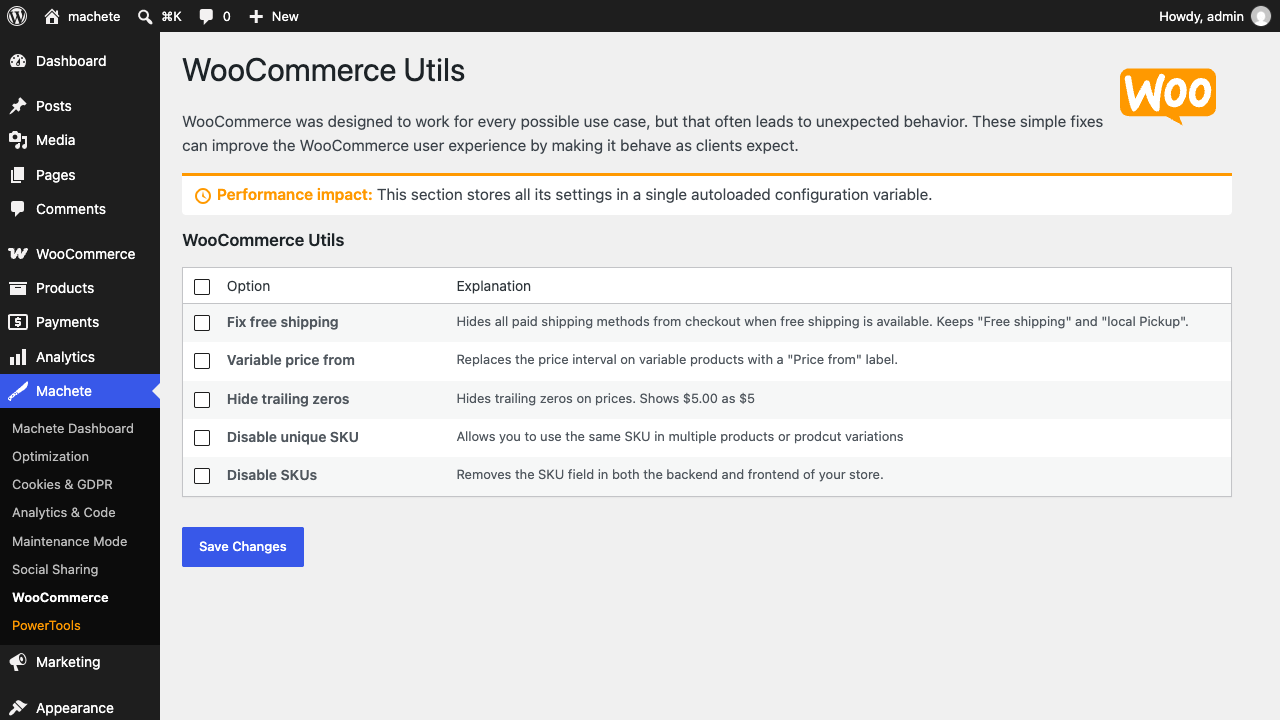 machete
⌘K
0
New
Howdy, admin
Dashboard
Posts
Media
Pages
Comments
WooCommerce
Products
Payments
Analytics
Machete
Machete Dashboard
Optimization
Cookies & GDPR
Analytics & Code
Maintenance Mode
Social Sharing
WooCommerce
PowerTools
Marketing
Appearance
WooCommerce Utils
Woo
WooCommerce was designed to work for every possible use case, but that often leads to unexpected behavior. These simple fixes
can improve the WooCommerce user experience by making it behave as clients expect.
Performance impact: This section stores all its settings in a single autoloaded configuration variable.
WooCommerce Utils
Option Explanation
Fix free shipping Hides all paid shipping methods from checkout when free shipping is available. Keeps "Free shipping" and "local Pickup".
Variable price from Replaces the price interval on variable products with a "Price from" label.
Hide trailing zeros Hides trailing zeros on prices. Shows $5.00 as $5
Disable unique SKU Allows you to use the same SKU in multiple products or prodcut variations
Disable SKUs Removes the SKU field in both the backend and frontend of your store.
Save Changes